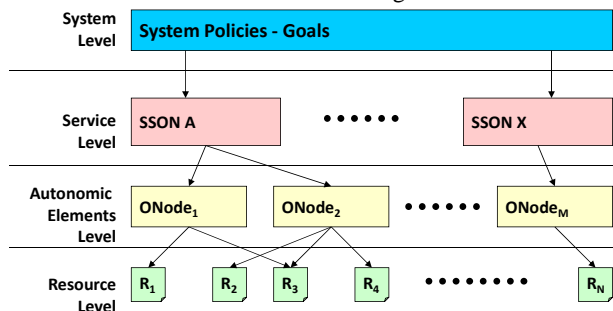 System Level
System Policies - Goals
Service Level
SSON A
SSON X
Autonomic Elements Level
ONode1
ONode2
ONodeM
Resource Level
R1
R2
R3
R4
RN